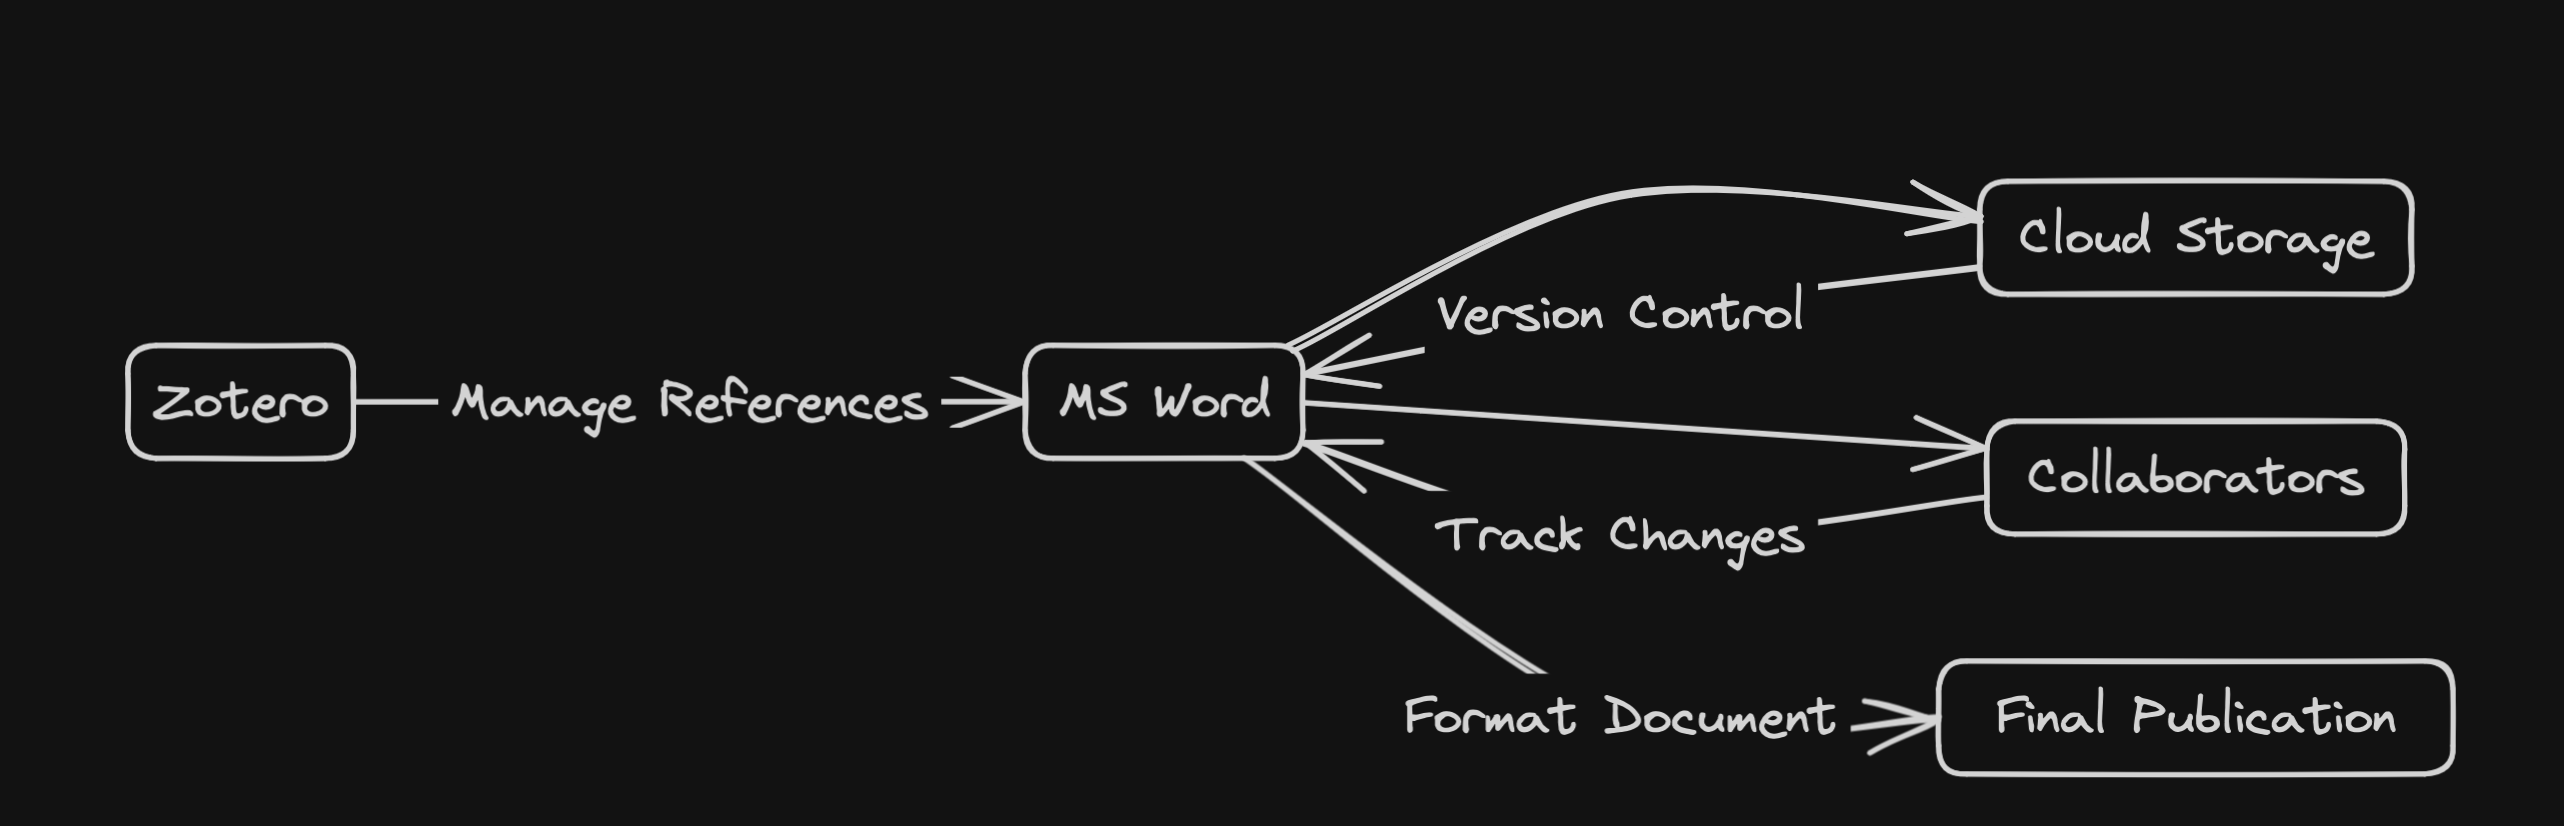 Zotero
Manage References
MS Word
Cloud Storage
Version Control
Collaborators
Track Changes
Format Document
Final Publication